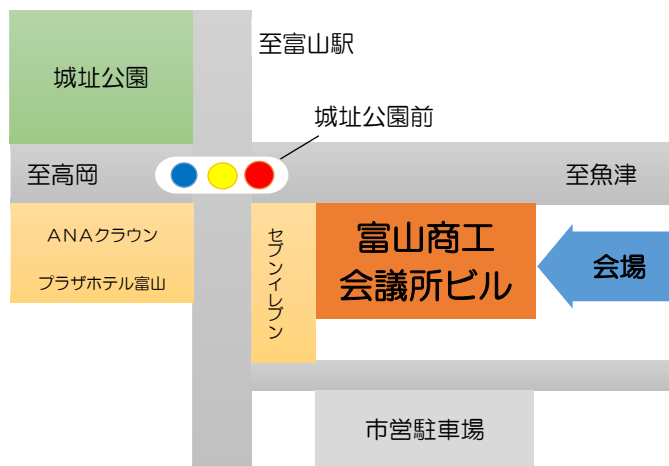 至富山駅
城址公園
城址公園前
至高岡
至魚津
ANAクラウン
プラザホテル富山
セブンイレブン
富山商工
会議所ビル
会場
市営駐車場